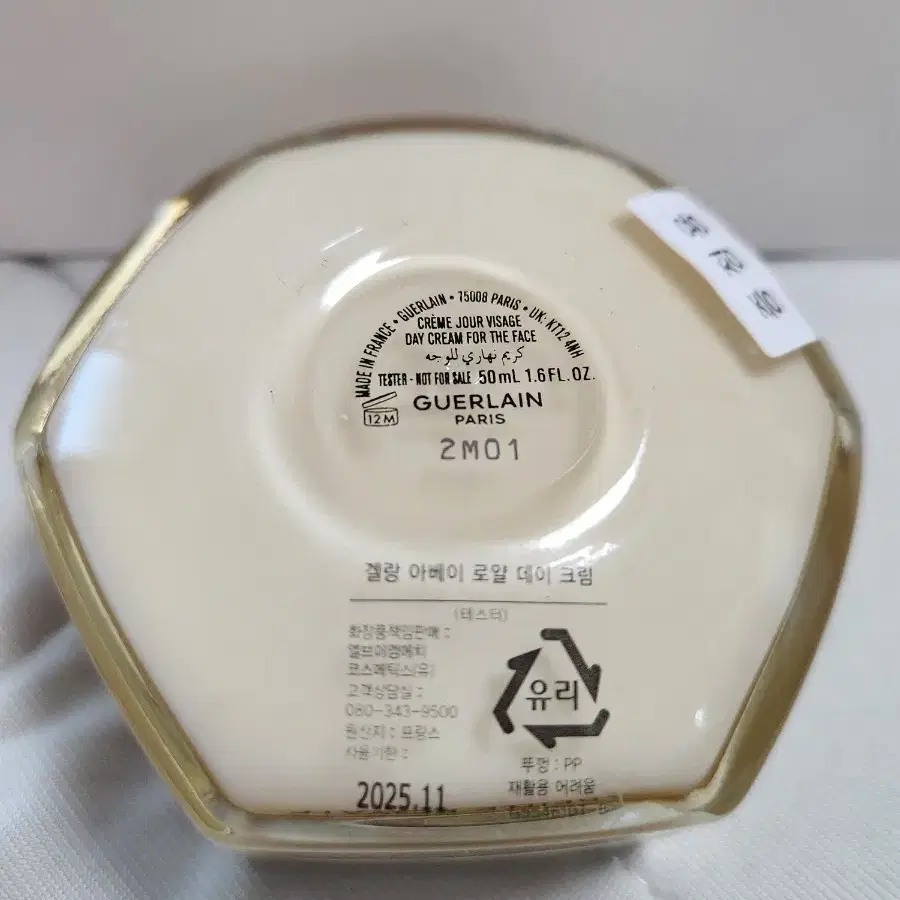 MADE IN FRANCE • GUERLAIN • 75008 PARIS • UK: KT12 4NH
CRÈME JOUR VISAGE
DAY CREAM FOR THE FACE
كريم نهاري للوجه
TESTER - NOT FOR SALE 50 mL 1.6 FL. OZ.
12M
GUERLAIN
PARIS
2M01
겔랑 아베이 로얄 데이 크림
(테스터)
화장품책임판매 :
엘브이엠에치
코스메틱스(유)
고객상담실 :
080-343-9500
원산지 : 프랑스
사용기한 :
2025.11
유리
뚜껑 : PP
재활용 어려움